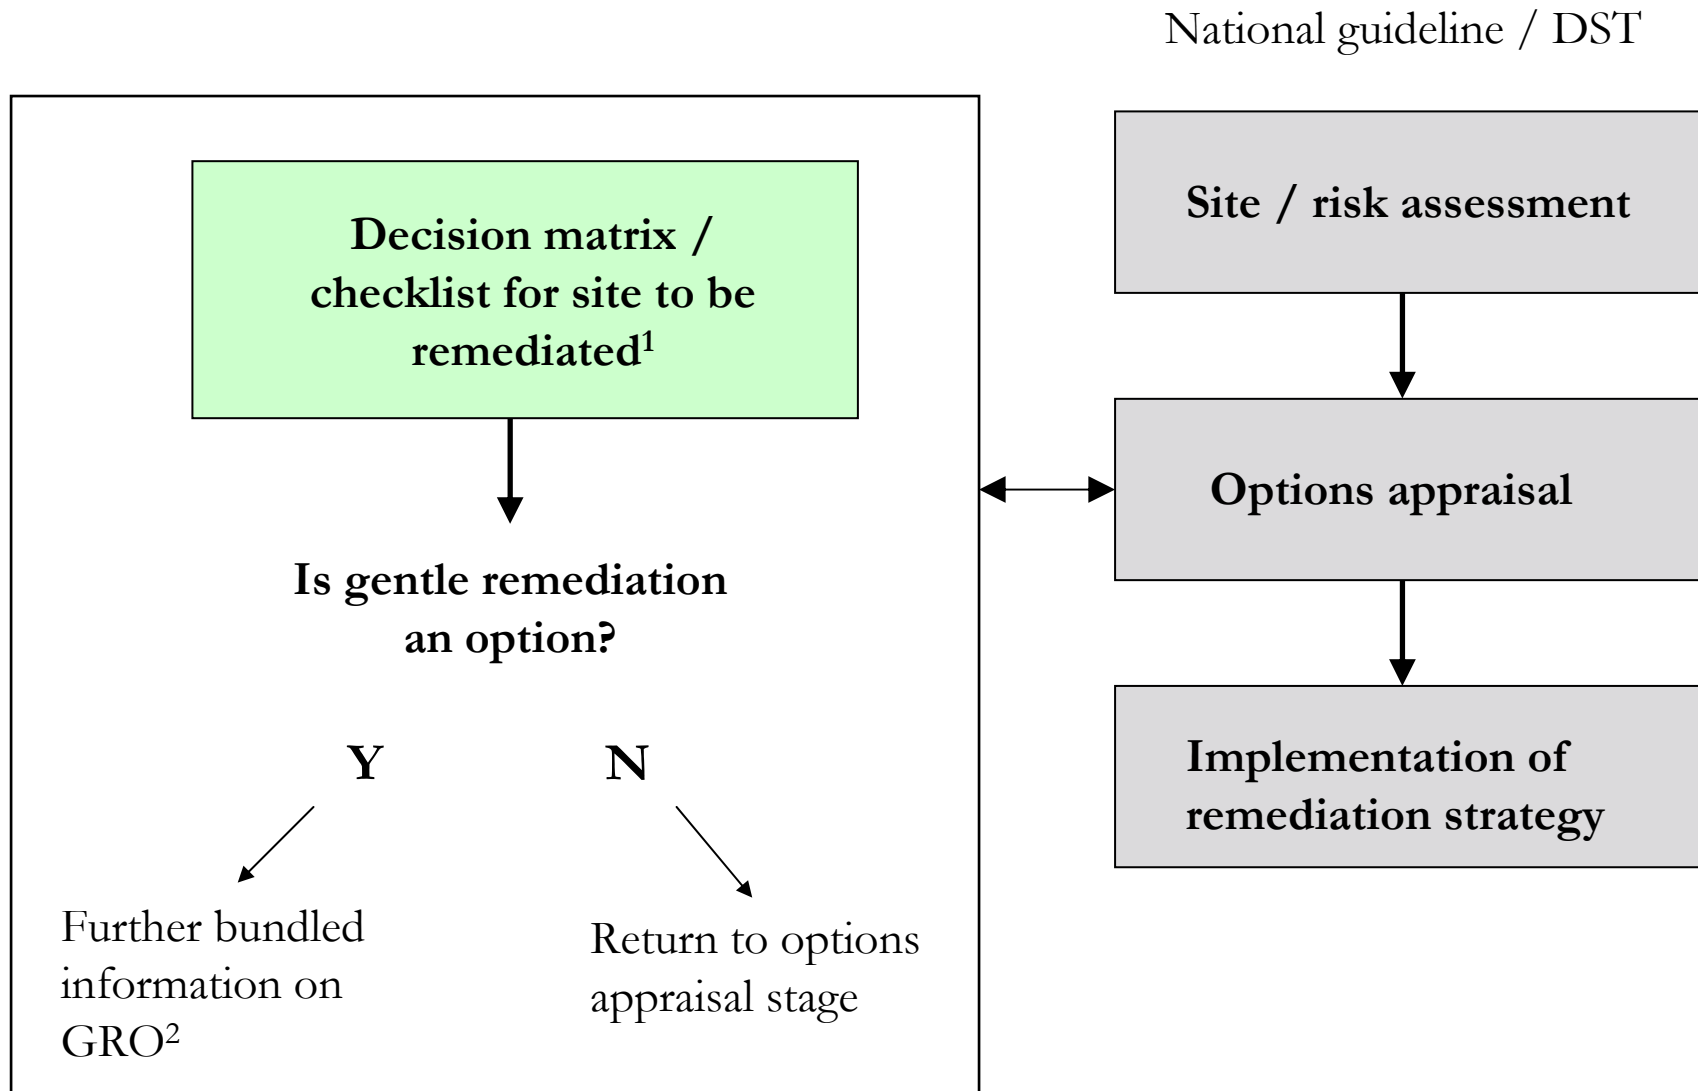 National guideline / DST
Decision matrix /
checklist for site to be
remediated¹
Is gentle remediation
an option?
Y N
Further bundled
information on
GRO²
Return to options
appraisal stage
Site / risk assessment
Options appraisal
Implementation of
remediation strategy